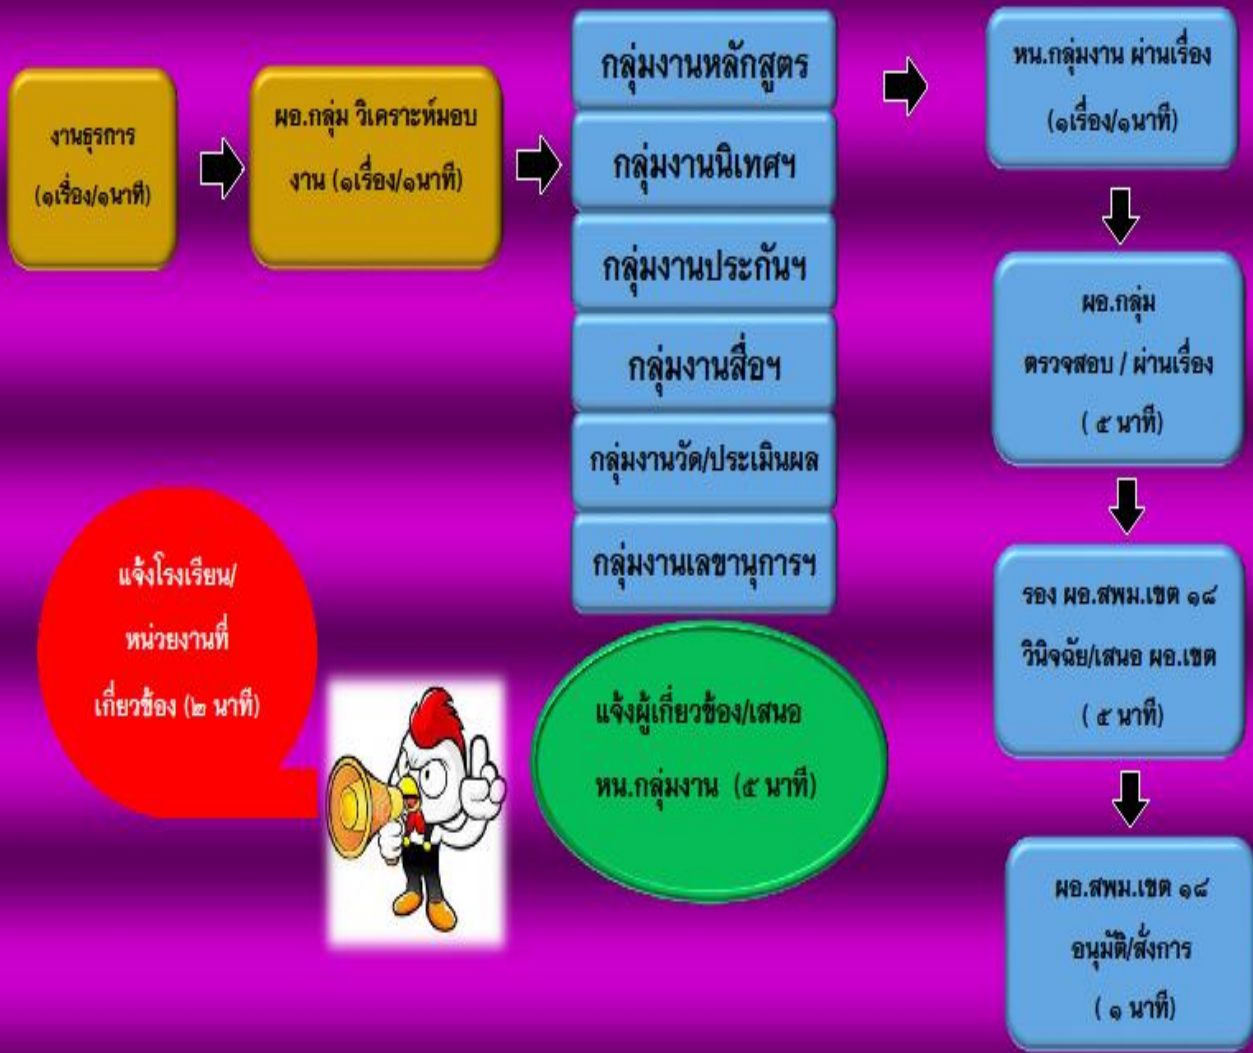 งานธุรการ
(๑เรื่อง/๑นาที)
ผอ.กลุ่ม วิเคราะห์มอบ
งาน (๑เรื่อง/๑นาที)
กลุ่มงานหลักสูตร
กลุ่มงานนิเทศฯ
กลุ่มงานประกันฯ
กลุ่มงานสื่อฯ
กลุ่มงานวัด/ประเมินผล
กลุ่มงานเลขานุการฯ
แจ้งผู้เกี่ยวข้อง/เสนอ
หน.กลุ่มงาน (๕ นาที)
หน.กลุ่มงาน ผ่านเรื่อง
(๑เรื่อง/๑นาที)
ผอ.กลุ่ม
ตรวจสอบ / ผ่านเรื่อง
( ๕ นาที)
รอง ผอ.สพม.เขต ๑๘
วินิจฉัย/เสนอ ผอ.เขต
( ๕ นาที)
ผอ.สพม.เขต ๑๘
อนุมัติ/สั่งการ
( ๑ นาที)
แจ้งโรงเรียน/
หน่วยงานที่
เกี่ยวข้อง (๒ นาที)